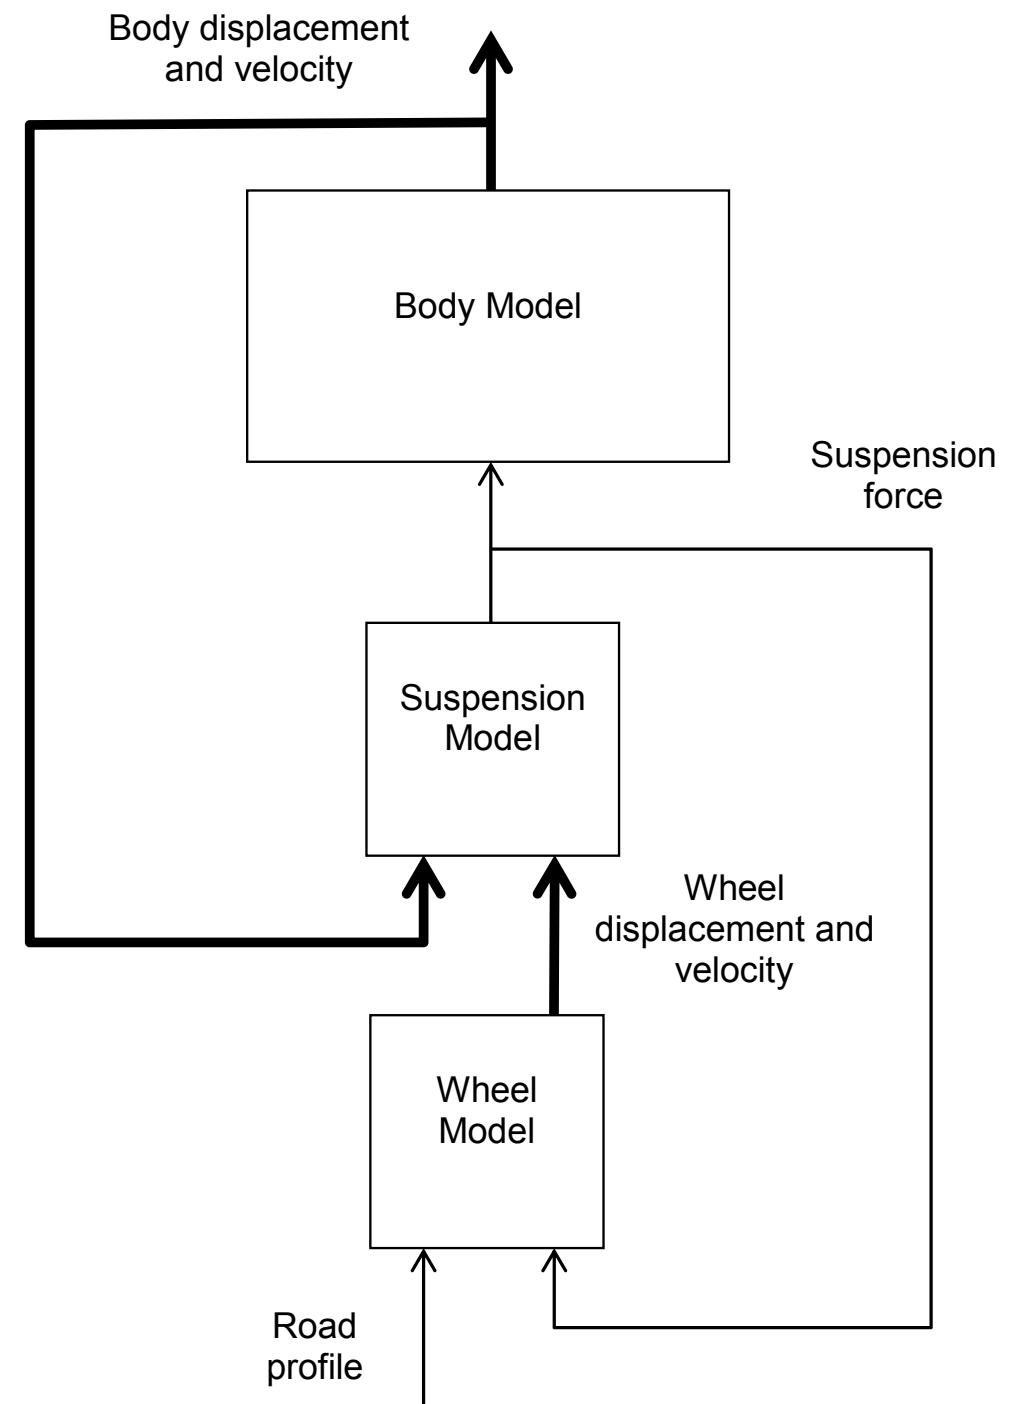 Body displacement
and velocity
Body Model
Suspension
force
Suspension
Model
Wheel
displacement and
velocity
Wheel
Model
Road
profile